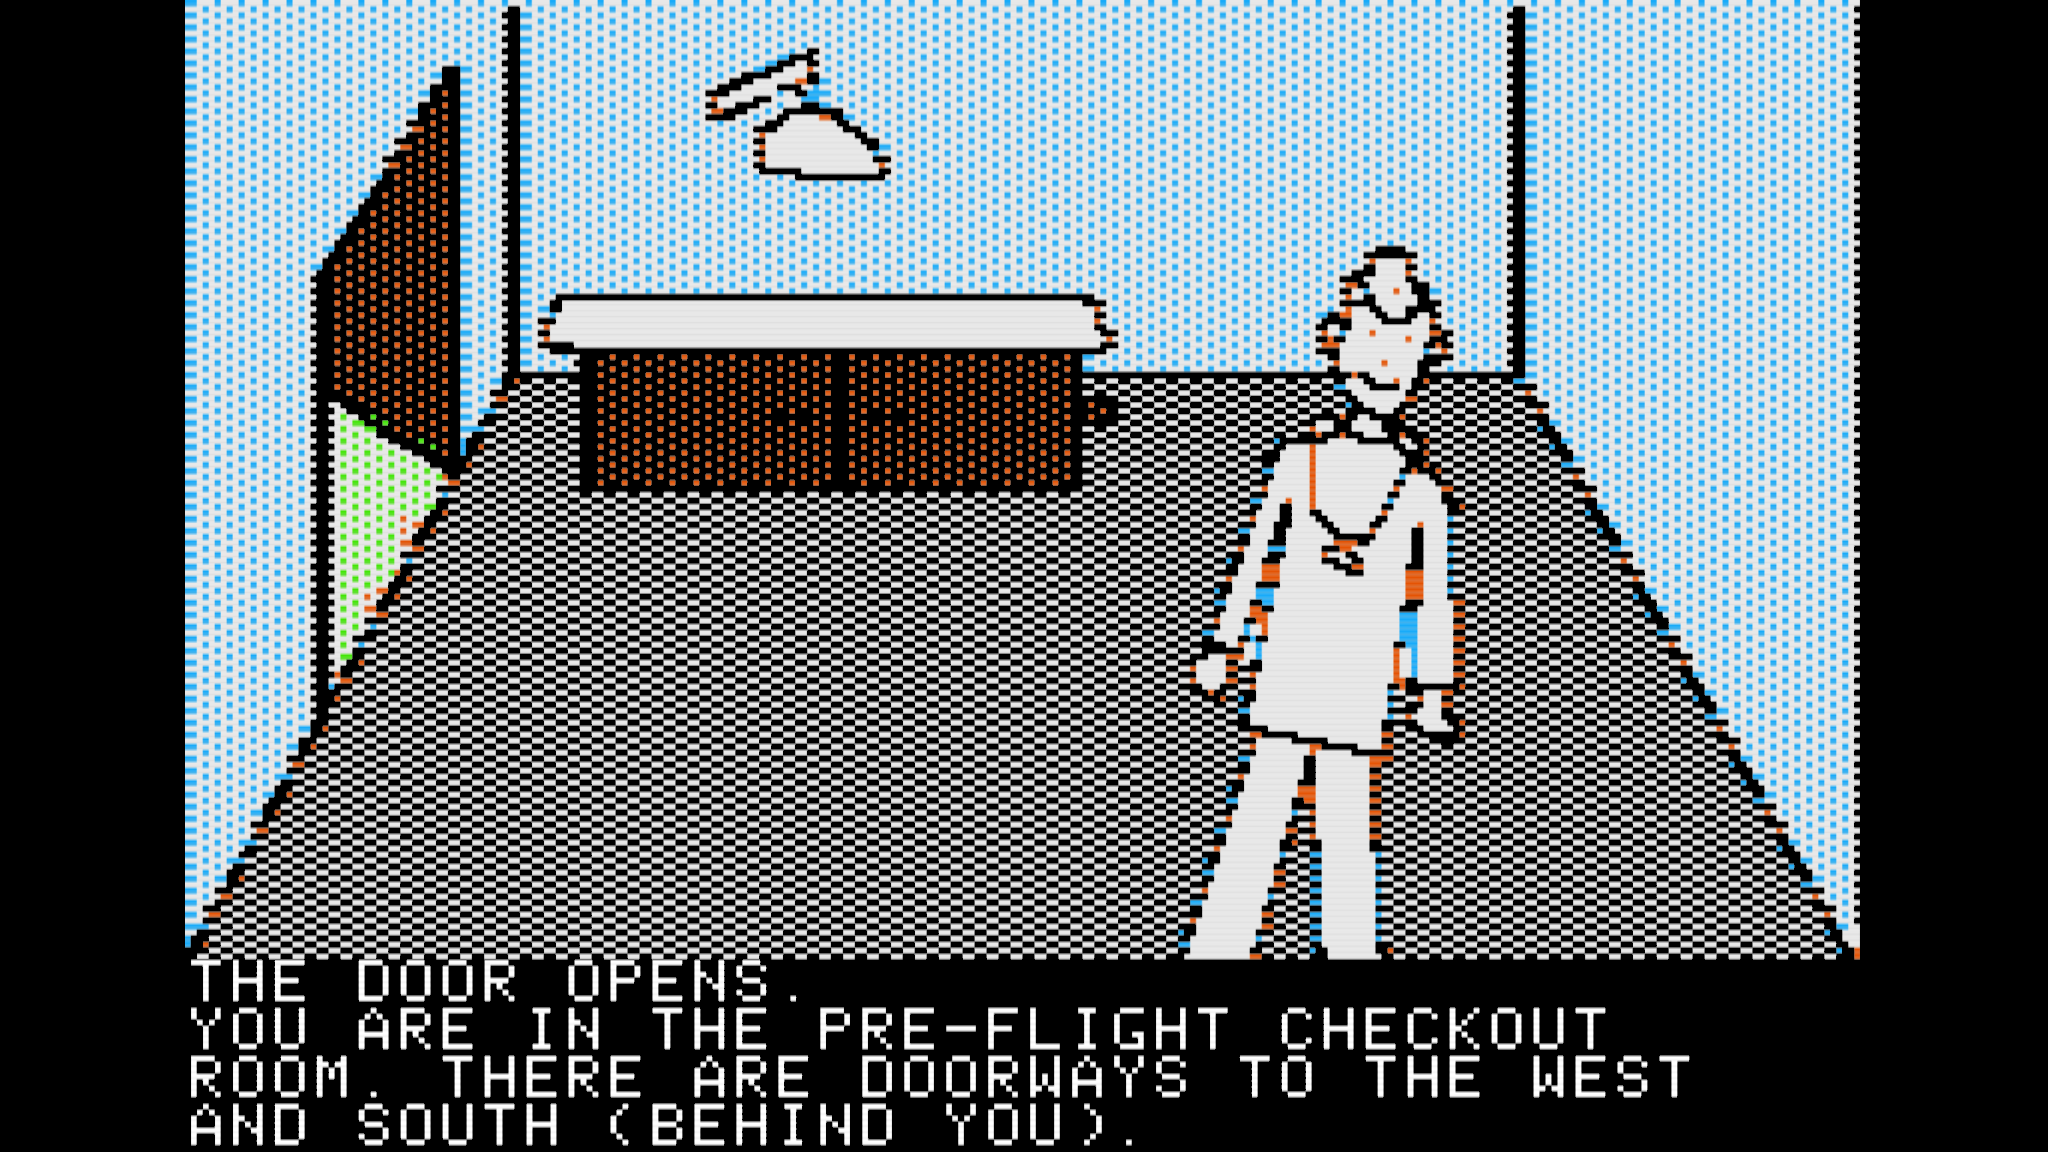 THE DOOR OPENS.
YOU ARE IN THE PRE-FLIGHT CHECKOUT
ROOM. THERE ARE DOORWAYS TO THE WEST
AND SOUTH (BEHIND YOU).